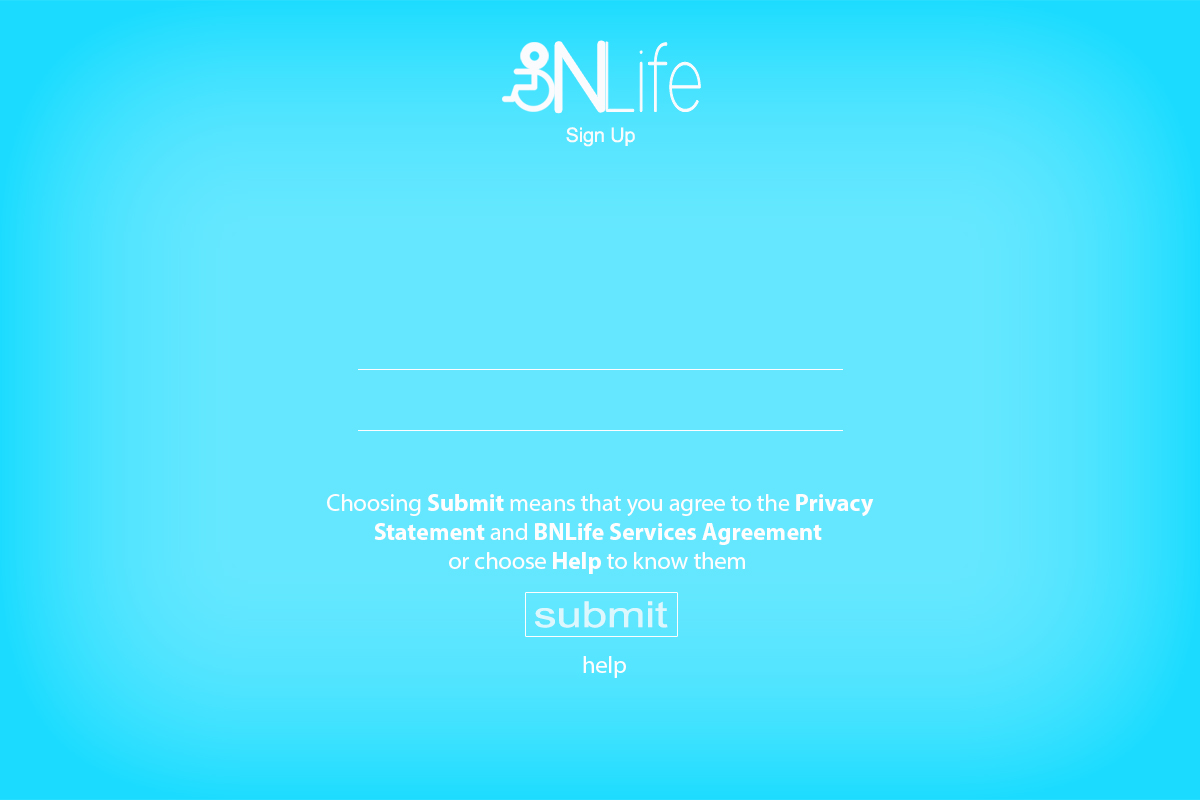 BNLife
Sign Up
Choosing Submit means that you agree to the Privacy
Statement and BNLife Services Agreement
or choose Help to know them
submit
help